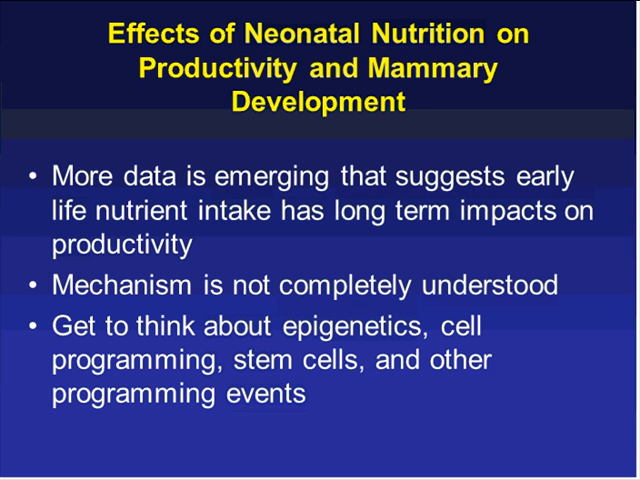 Effects of Neonatal Nutrition on
Productivity and Mammary
Development
• More data is emerging that suggests early
life nutrient intake has long term impacts on
productivity
• Mechanism is not completely understood
• Get to think about epigenetics, cell
programming, stem cells, and other
programming events